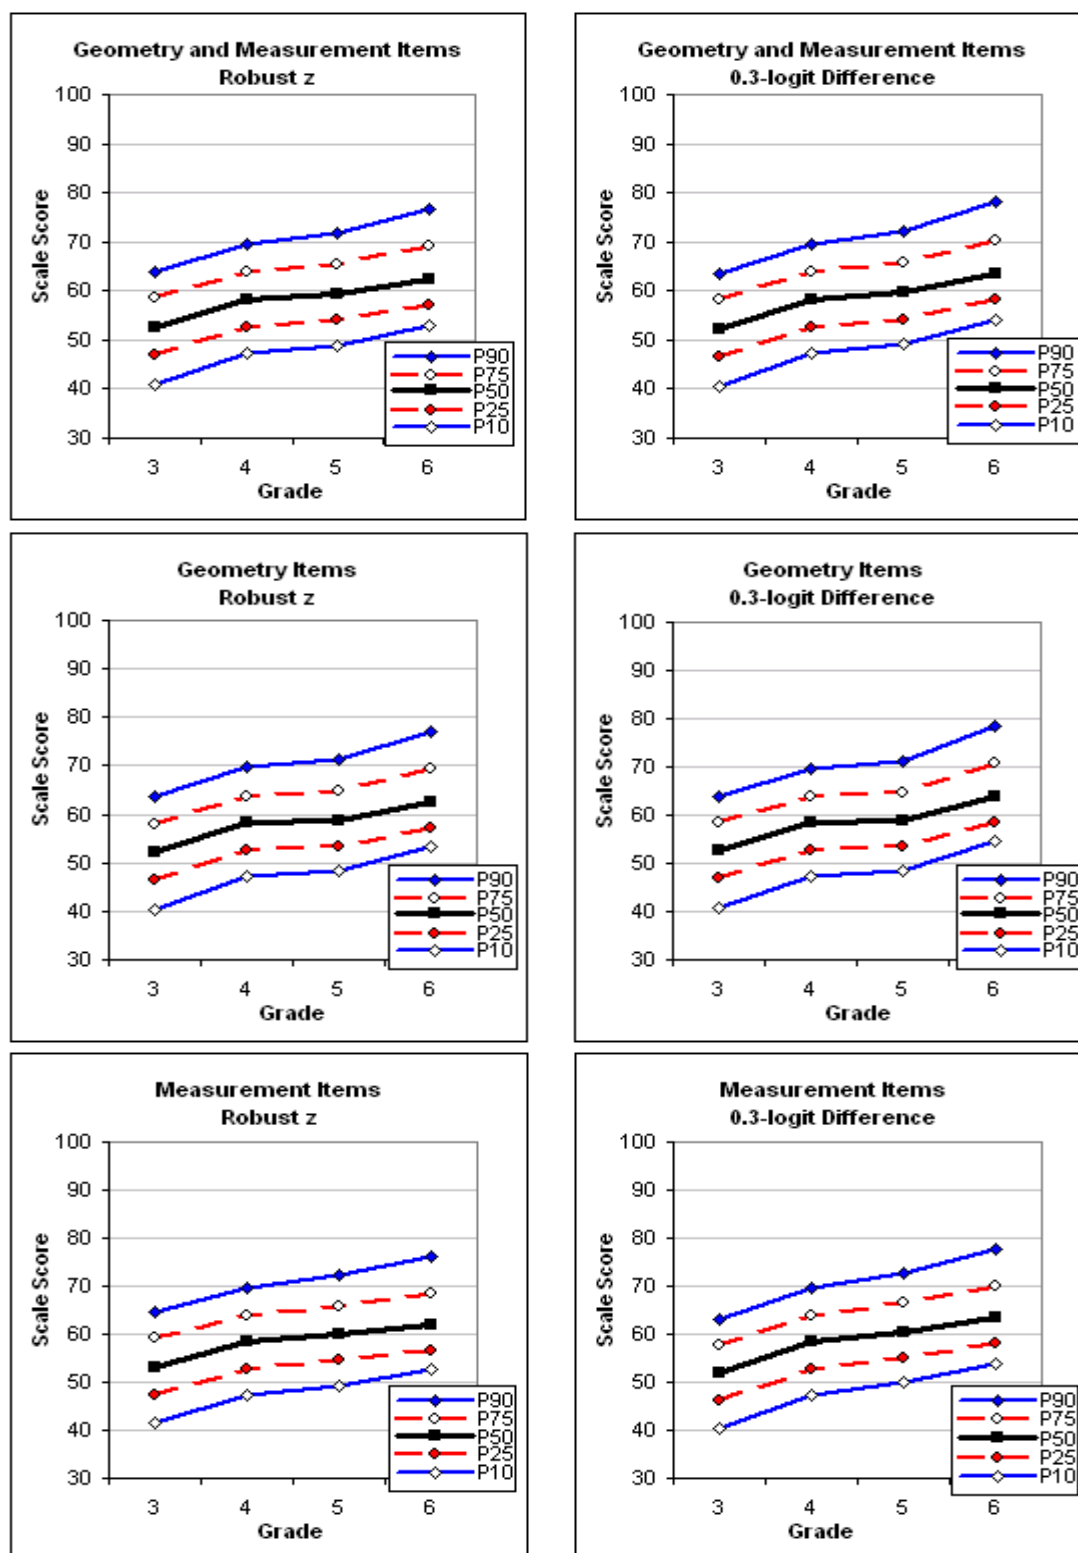 Geometry and Measurement Items
Robust z
100
90
80
70
60
50
40
30
Scale Score
3 4 5 6
Grade
P90
P75
P50
P25
P10
Geometry and Measurement Items
0.3-logit Difference
100
90
80
70
60
50
40
30
Scale Score
3 4 5 6
Grade
P90
P75
P50
P25
P10
Geometry Items
Robust z
100
90
80
70
60
50
40
30
Scale Score
3 4 5 6
Grade
P90
P75
P50
P25
P10
Geometry Items
0.3-logit Difference
100
90
80
70
60
50
40
30
Scale Score
3 4 5 6
Grade
P90
P75
P50
P25
P10
Measurement Items
Robust z
100
90
80
70
60
50
40
30
Scale Score
3 4 5 6
Grade
P90
P75
P50
P25
P10
Measurement Items
0.3-logit Difference
100
90
80
70
60
50
40
30
Scale Score
3 4 5 6
Grade
P90
P75
P50
P25
P10